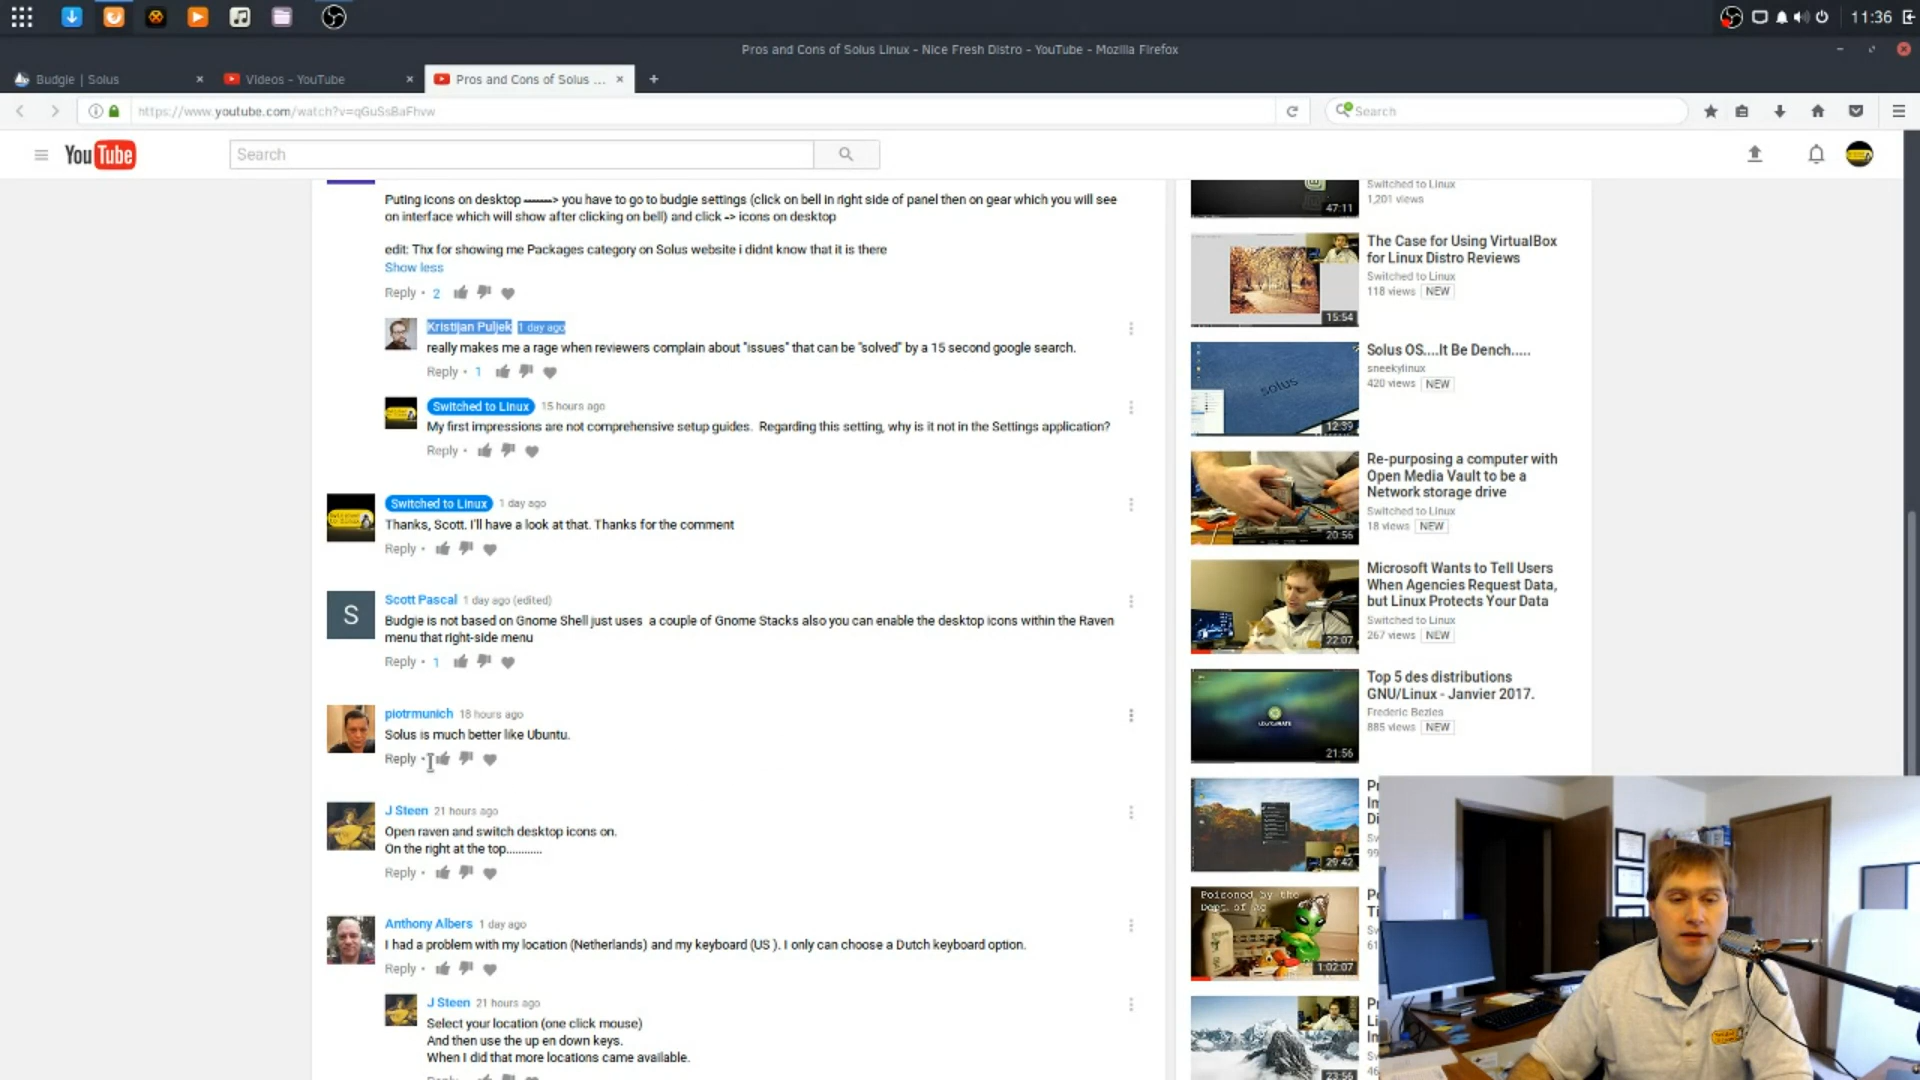 11:36
Pros and Cons of Solus Linux - Nice Fresh Distro - YouTube - Mozilla Firefox
Budgie | Solus
Videos - YouTube
Pros and Cons of Solus ...
https://www.youtube.com/watch?v=qGuSsBaFhvw
Search
YouTube
Search
Puting icons on desktop -------> you have to go to budgie settings (click on bell in right side of panel then on gear which you will see
on interface which will show after clicking on bell) and click -> icons on desktop
edit: Thx for showing me Packages category on Solus website i didnt know that it is there
Show less
Reply • 2
Kristijan Puljek 1 day ago
really makes me a rage when reviewers complain about "issues" that can be "solved" by a 15 second google search.
Reply • 1
Switched to Linux 15 hours ago
My first impressions are not comprehensive setup guides. Regarding this setting, why is it not in the Settings application?
Reply •
Switched to Linux 1 day ago
Thanks, Scott. I'll have a look at that. Thanks for the comment
Reply •
S
Scott Pascal 1 day ago (edited)
Budgie is not based on Gnome Shell just uses a couple of Gnome Stacks also you can enable the desktop icons within the Raven
menu that right-side menu
Reply • 1
piotrmunich 18 hours ago
Solus is much better like Ubuntu.
Reply •
J Steen 21 hours ago
Open raven and switch desktop icons on.
On the right at the top............
Reply •
Anthony Albers 1 day ago
I had a problem with my location (Netherlands) and my keyboard (US ). I only can choose a Dutch keyboard option.
Reply •
J Steen 21 hours ago
Select your location (one click mouse)
And then use the up en down keys.
When I did that more locations came available.
Reply •
47:11
Switched to Linux
1,201 views
15:54
The Case for Using VirtualBox
for Linux Distro Reviews
Switched to Linux
118 views NEW
solus
12:39
Solus OS....It Be Dench.....
sneekylinux
420 views NEW
20:56
Re-purposing a computer with
Open Media Vault to be a
Network storage drive
Switched to Linux
18 views NEW
22:07
Microsoft Wants to Tell Users
When Agencies Request Data,
but Linux Protects Your Data
Switched to Linux
267 views NEW
21:56
Top 5 des distributions
GNU/Linux - Janvier 2017.
Frederic Bezies
885 views NEW
29:42
Poisoned by the
Dept. of Ag
1:02:07
23:56